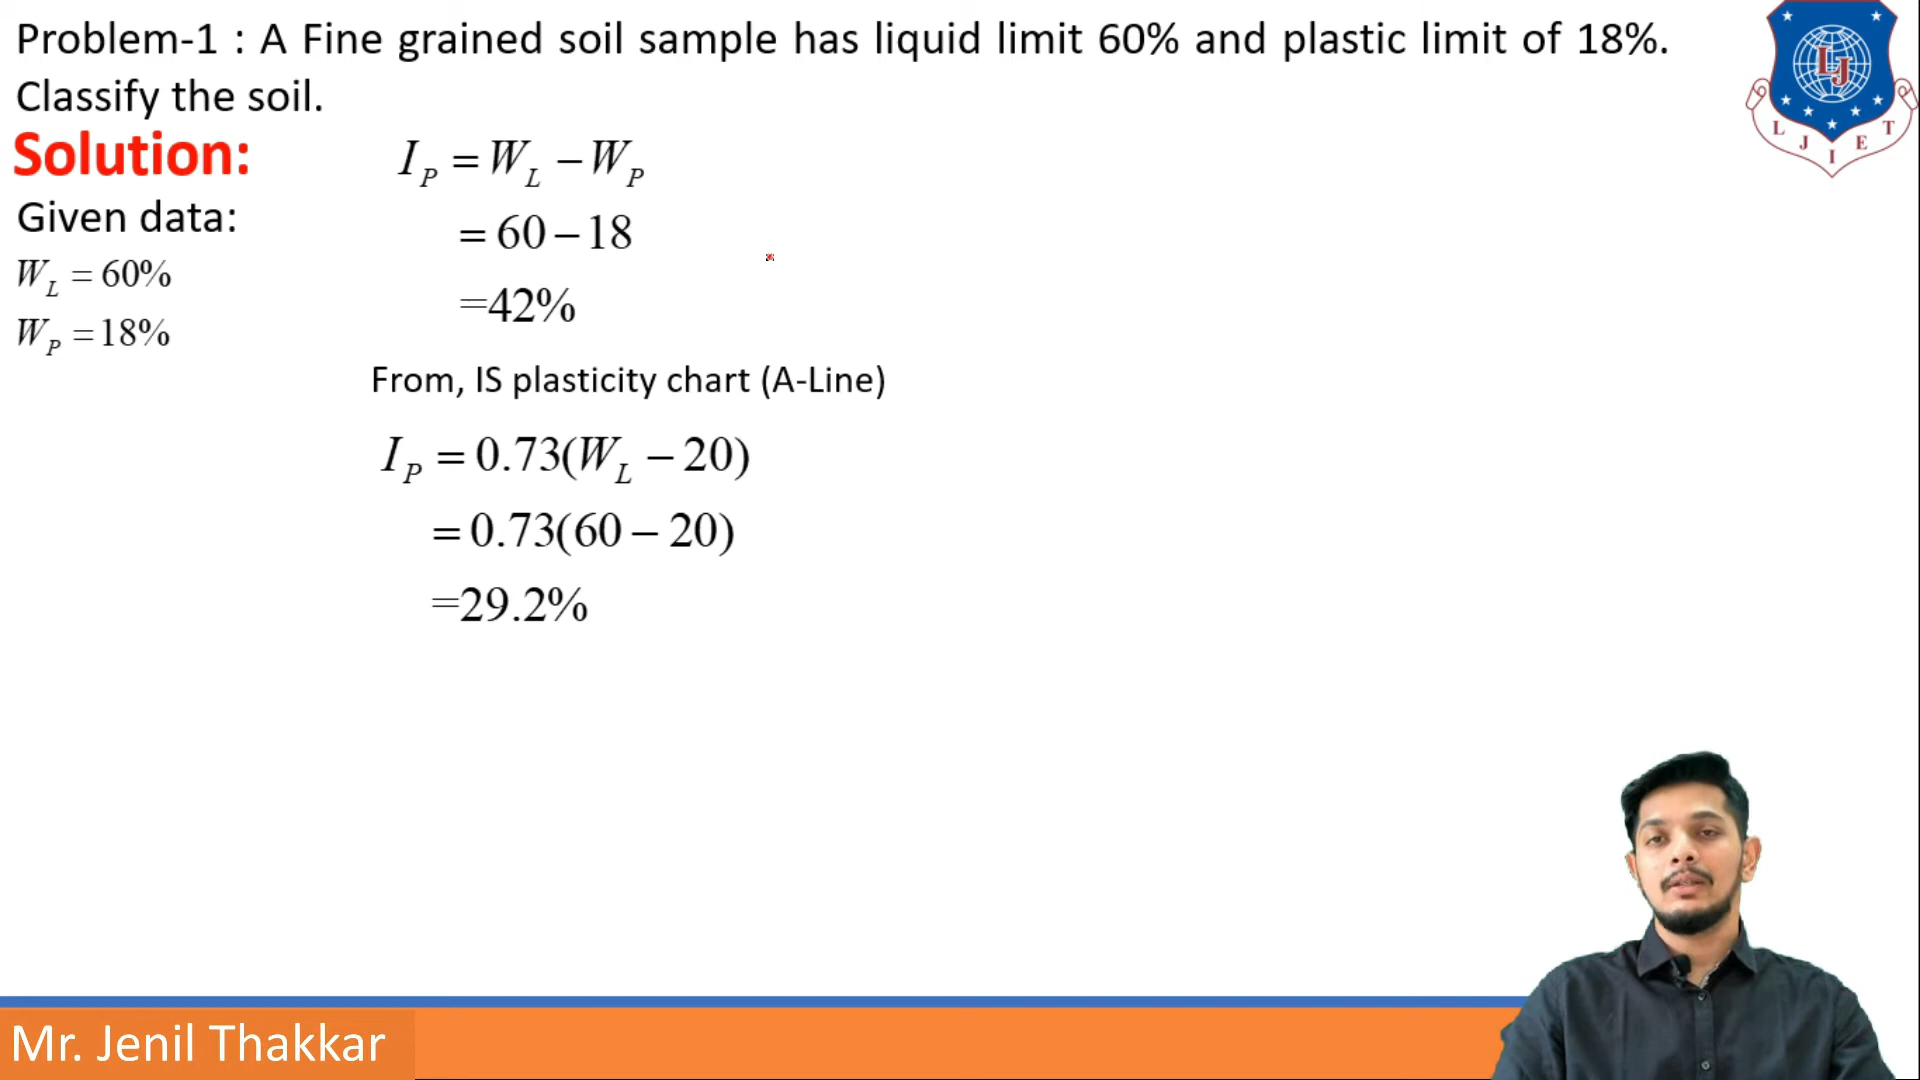 Problem-1 : A Fine grained soil sample has liquid limit 60% and plastic limit of 18%.
Classify the soil.
Solution:
Given data:
W_L = 60%
W_P = 18%
I_P = W_L − W_P
= 60 − 18
=42%
From, IS plasticity chart (A-Line)
I_P = 0.73(W_L − 20)
= 0.73(60 − 20)
=29.2%
LJ
L J I E T
Mr. Jenil Thakkar